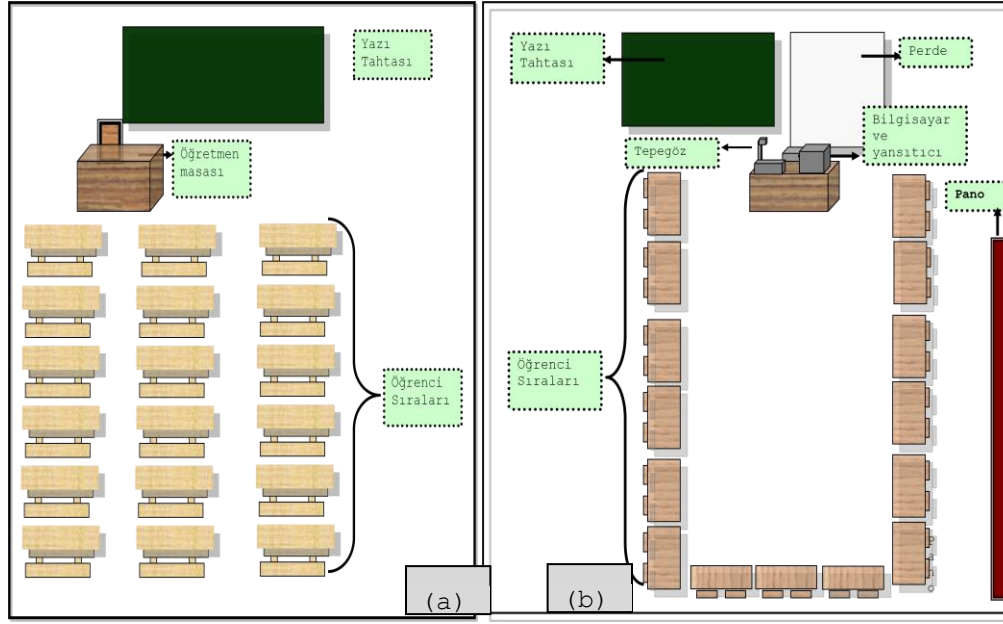 Yazı
Tahtası
Öğretmen
masası
Öğrenci
Sıraları
(a)
Yazı
Tahtası
Perde
Bilgisayar
ve
yansıtıcı
Tepegöz
Pano
Öğrenci
Sıraları
(b)